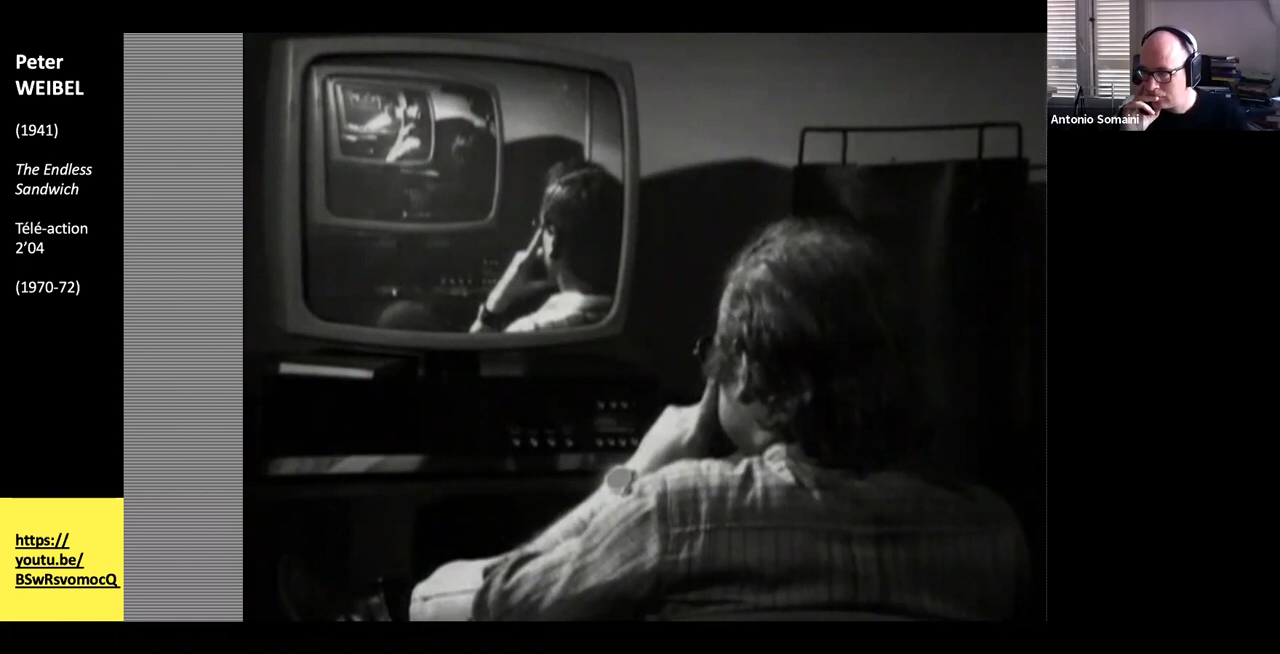 Peter
WEIBEL
(1941)
The Endless
Sandwich
Télé-action
2’04
(1970-72)
https://
youtu.be/
BSwRsvomocQ
Antonio Somaini